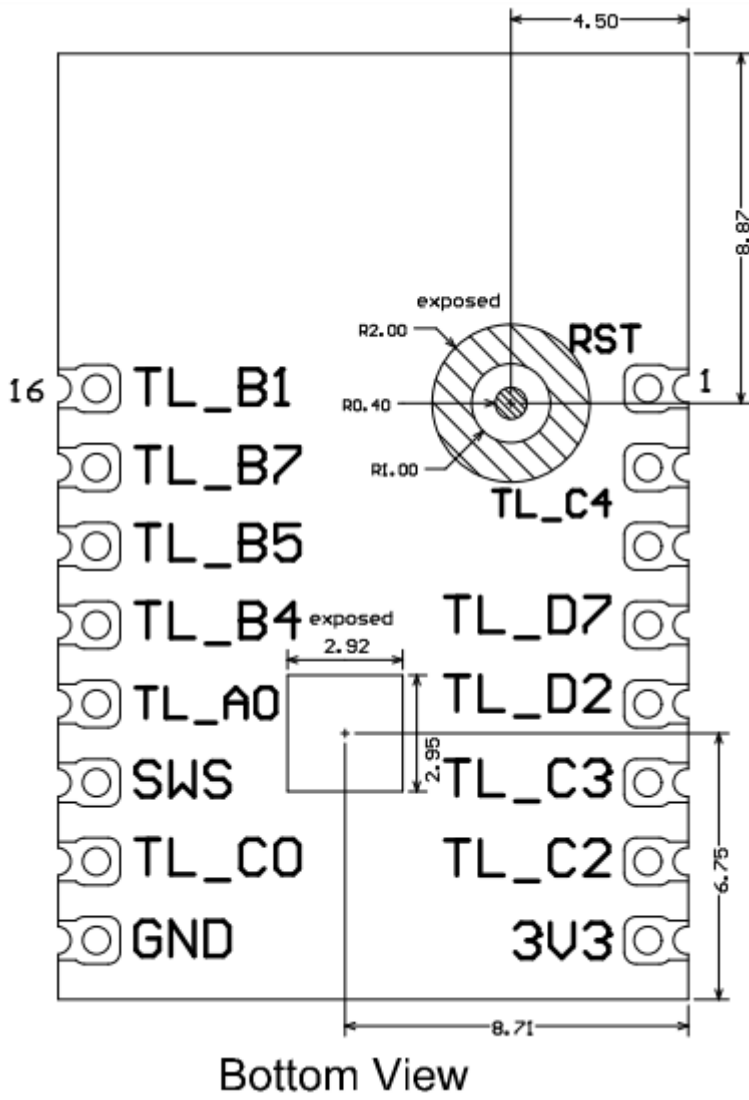 4.50
8.87
exposed
R2.00
RST
16
TL_B1
R0.40
1
TL_B7
R1.00
TL_C4
TL_B5
TL_B4
exposed
TL_D7
2.92
TL_A0
TL_D2
2.95
SWS
TL_C3
6.75
TL_C0
TL_C2
GND
3V3
8.71
Bottom View